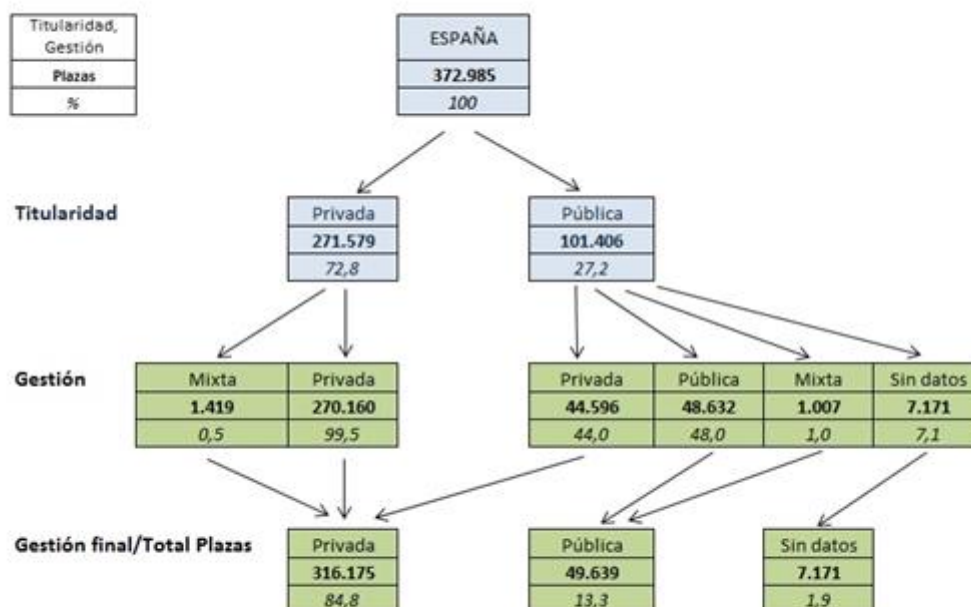 Titularidad,
Gestión
Plazas
%
ESPAÑA
372.985
100
Titularidad
Privada
271.579
72,8
Pública
101.406
27,2
Gestión
Mixta
1.419
0,5
Privada
270.160
99,5
Privada
44.596
44,0
Pública
48.632
48,0
Mixta
1.007
1,0
Sin datos
7.171
7,1
Gestión final/Total Plazas
Privada
316.175
84,8
Pública
49.639
13,3
Sin datos
7.171
1,9